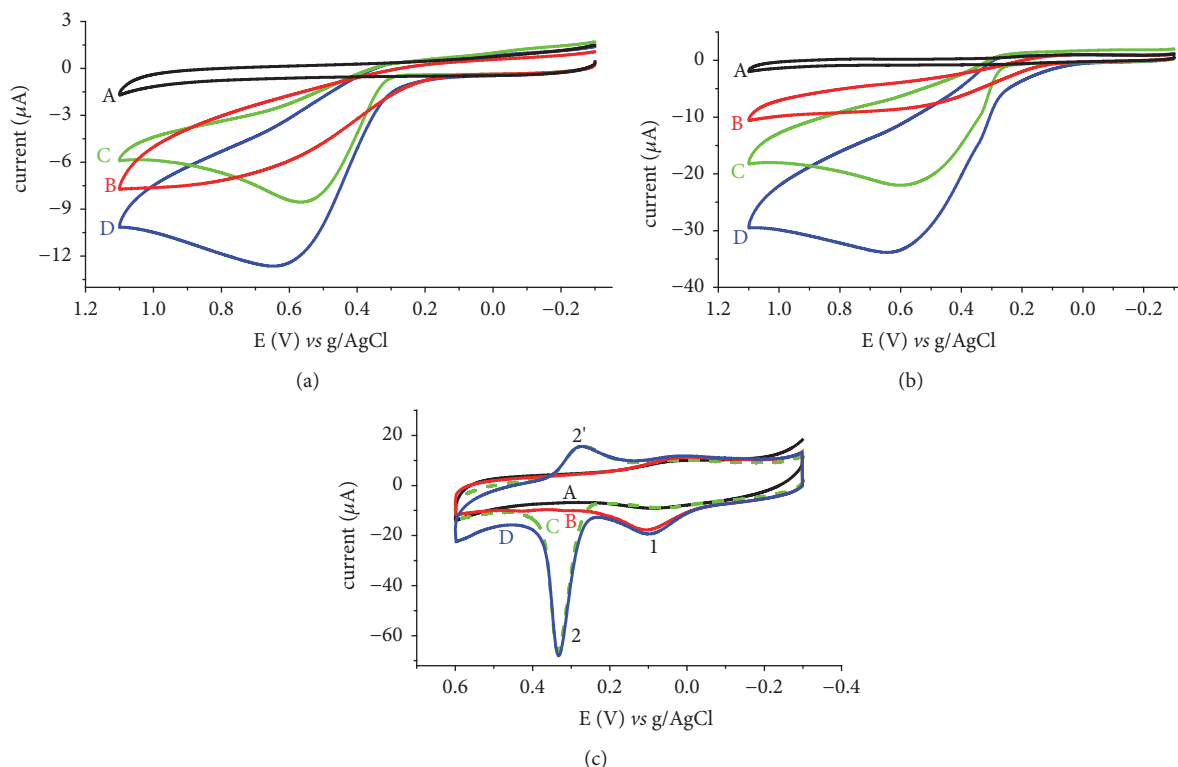 3
0
−3
−6
−9
−12
current (μA)
A
C
B
D
1.2 1.0 0.8 0.6 0.4 0.2 0.0 −0.2
E (V) vs g/AgCl
(a)
0
−10
−20
−30
−40
current (μA)
A
B
C
D
1.2 1.0 0.8 0.6 0.4 0.2 0.0 −0.2
E (V) vs g/AgCl
(b)
20
0
−20
−40
−60
current (μA)
2'
A
C B
D
1
2
0.6 0.4 0.2 0.0 −0.2 −0.4
E (V) vs g/AgCl
(c)